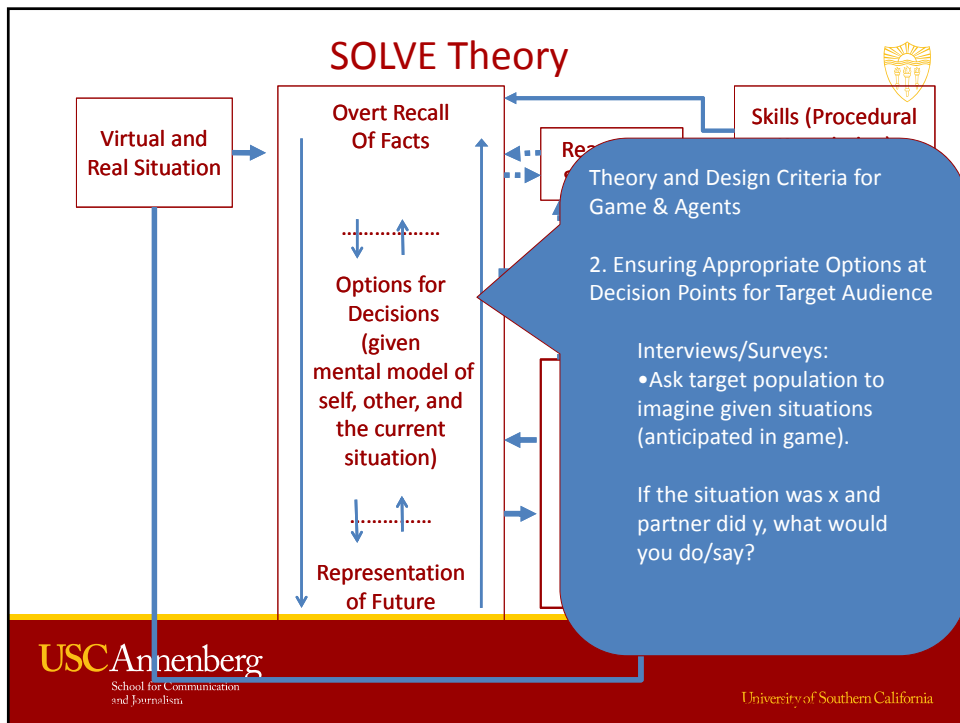 SOLVE Theory
Virtual and
Real Situation
Overt Recall
Of Facts
………………
Options for
Decisions
(given
mental model of
self, other, and
the current
situation)
……………
Representation
of Future
Skills (Procedural
Theory and Design Criteria for
Game & Agents
2. Ensuring Appropriate Options at
Decision Points for Target Audience
Interviews/Surveys:
•Ask target population to
imagine given situations
(anticipated in game).
If the situation was x and
partner did y, what would
you do/say?
USC Annenberg
School for Communication
and Journalism
University of Southern California